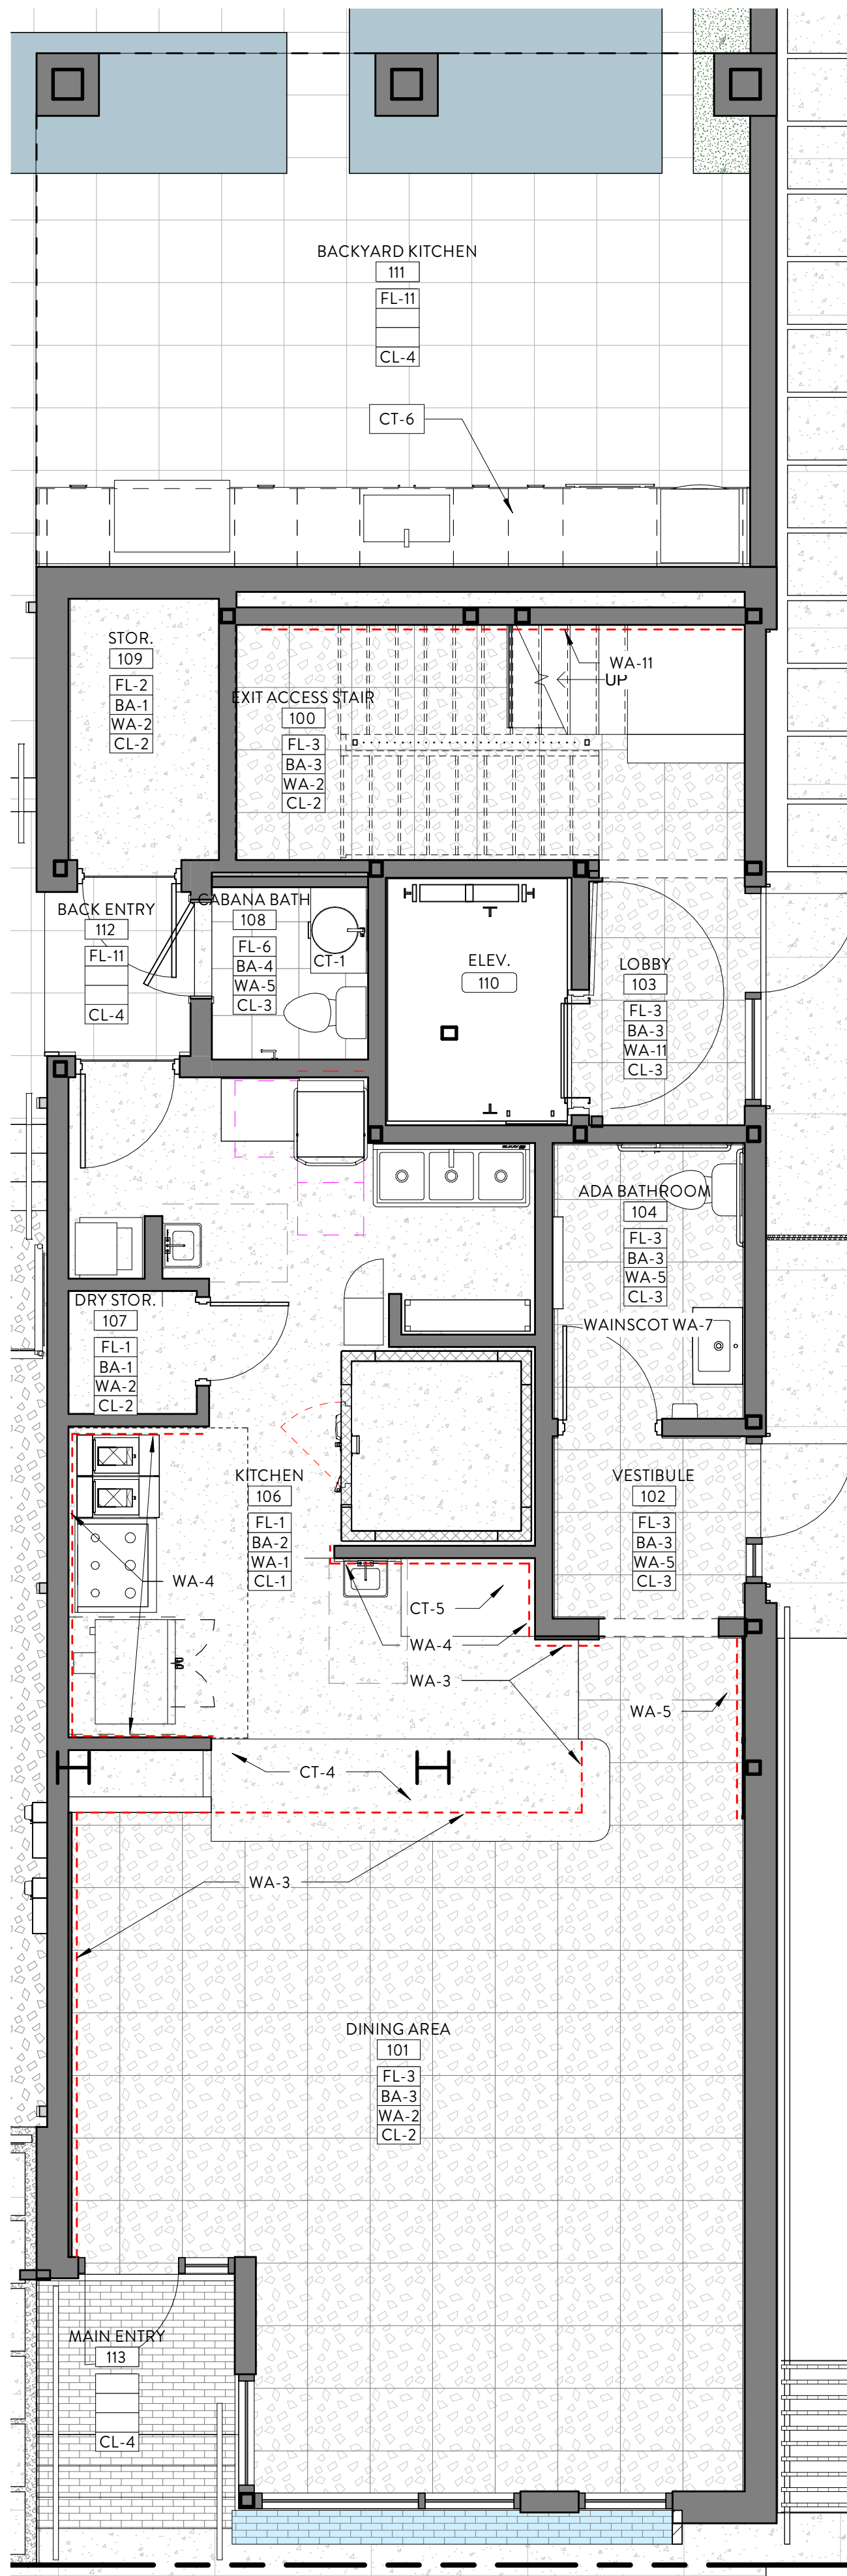 BACKYARD KITCHEN
111
FL-11
CL-4
CT-6
STOR.
109
FL-2
BA-1
WA-2
CL-2
WA-11
UP
EXIT ACCESS STAIR
100
FL-3
BA-3
WA-2
CL-2
BACK ENTRY
112
FL-11
CL-4
CABANA BATH
108
FL-6
BA-4
WA-5
CL-3
CT-1
ELEV.
110
LOBBY
103
FL-3
BA-3
WA-11
CL-3
ADA BATHROOM
104
FL-3
BA-3
WA-5
CL-3
WAINSCOT WA-7
DRY STOR.
107
FL-1
BA-1
WA-2
CL-2
KITCHEN
106
FL-1
BA-2
WA-1
CL-1
WA-4
VESTIBULE
102
FL-3
BA-3
WA-5
CL-3
CT-5
WA-4
WA-3
WA-5
CT-4
WA-3
DINING AREA
101
FL-3
BA-3
WA-2
CL-2
MAIN ENTRY
113
CL-4